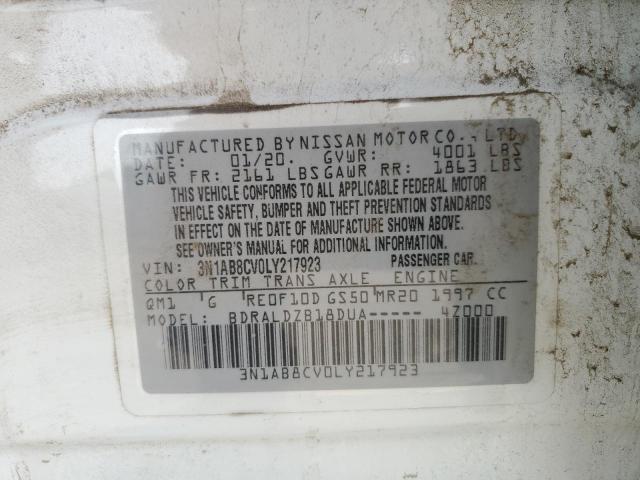 MANUFACTURED BY NISSAN MOTOR CO., LTD.
DATE: 01/20. GVWR: 4001 LBS
GAWR FR: 2161 LBS GAWR RR: 1863 LBS
THIS VEHICLE CONFORMS TO ALL APPLICABLE FEDERAL MOTOR
VEHICLE SAFETY, BUMPER AND THEFT PREVENTION STANDARDS
IN EFFECT ON THE DATE OF MANUFACTURE SHOWN ABOVE.
SEE OWNER'S MANUAL FOR ADDITIONAL INFORMATION.
VIN: 3N1AB8CV0LY217923 PASSENGER CAR.
COLOR TRIM TRANS AXLE ENGINE
QM1 G RE0F10D GS50 MR20 1997 CC
MODEL: BDRALDZB18DUA----- 4Z000
3N1AB8CV0LY217923